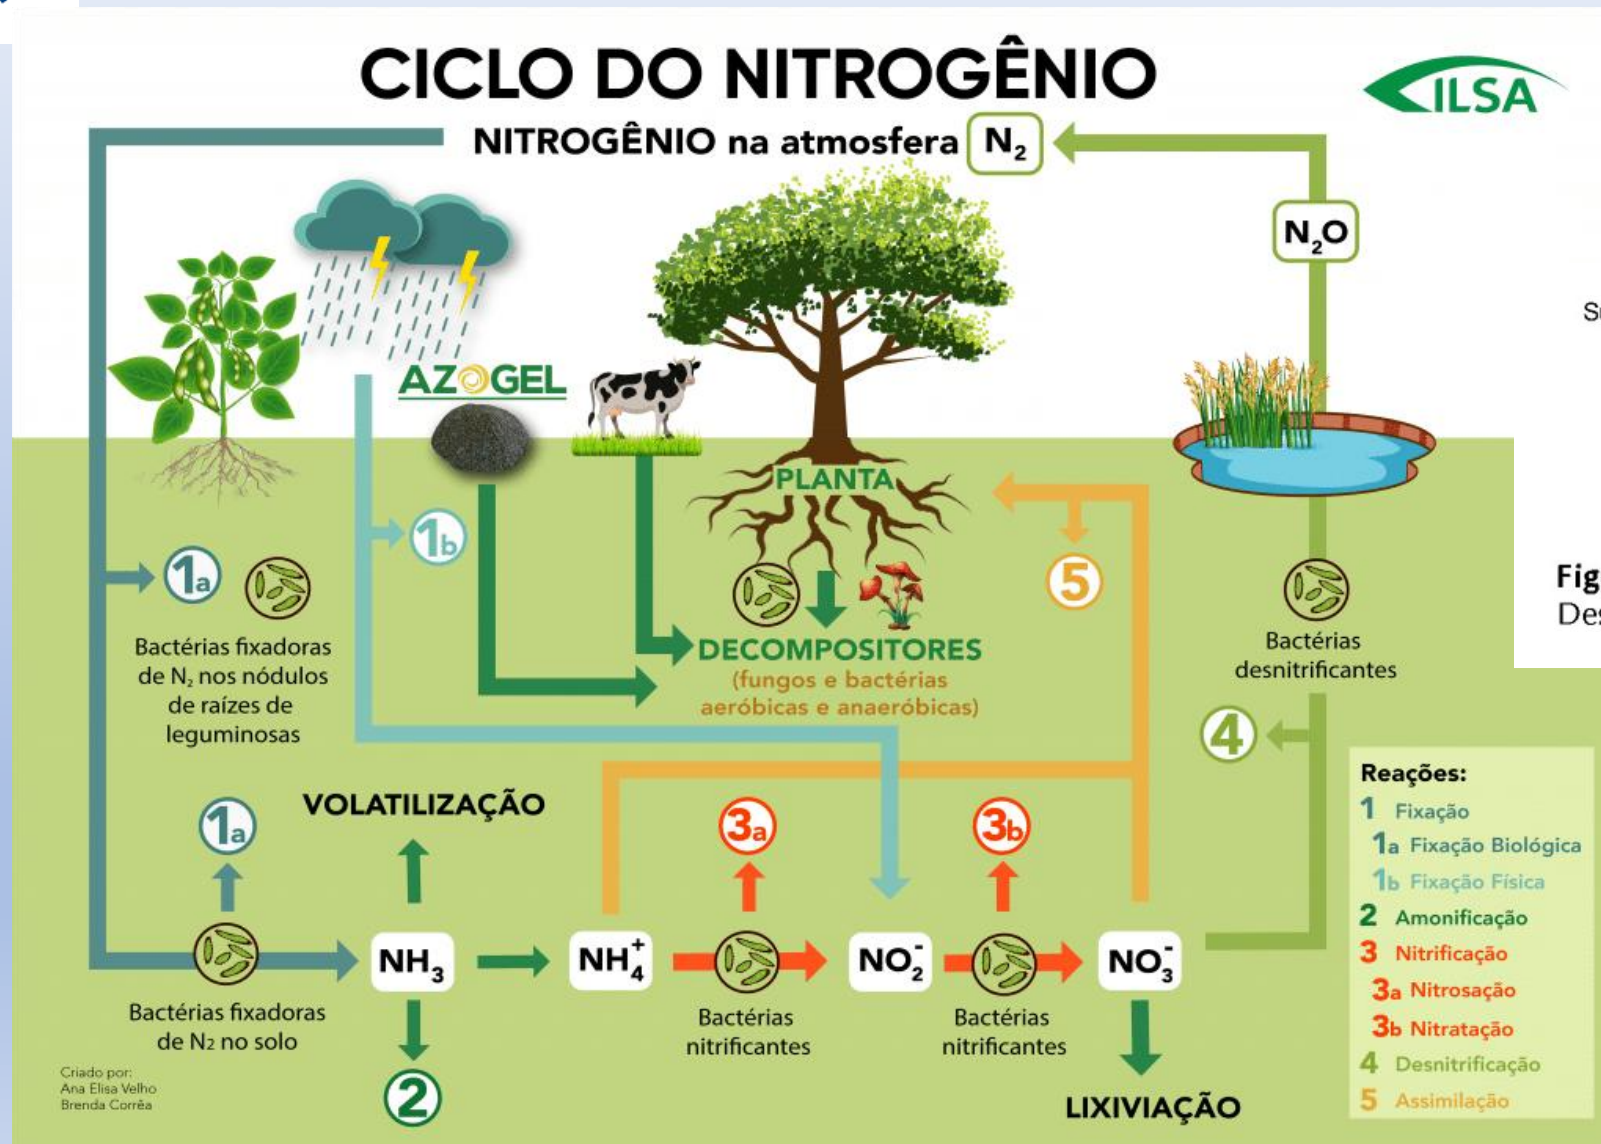 CICLO DO NITROGÊNIO
ILSA
NITROGÊNIO na atmosfera N₂
N₂O
AZOGEL
PLANTA
1a
1b
5
Bactérias fixadoras
de N₂ nos nódulos
de raízes de
leguminosas
DECOMPOSITORES
(fungos e bactérias
aeróbicas e anaeróbicas)
Bactérias
desnitrificantes
4
Fig
1a
VOLATILIZAÇÃO
3a
3b
NH₃
NH₄⁺
NO₂⁻
NO₃⁻
Bactérias fixadoras
de N2 no solo
Bactérias
nitrificantes
Bactérias
nitrificantes
2
LIXIVIAÇÃO
Criado por:
Ana Elisa Velho
Brenda Corrêa
Reações:
1 Fixação
1a Fixação Biológica
1b Fixação Física
2 Amonificação
3 Nitrificação
3a Nitrosação
3b Nitratação
4 Desnitrificação
5 Assimilação